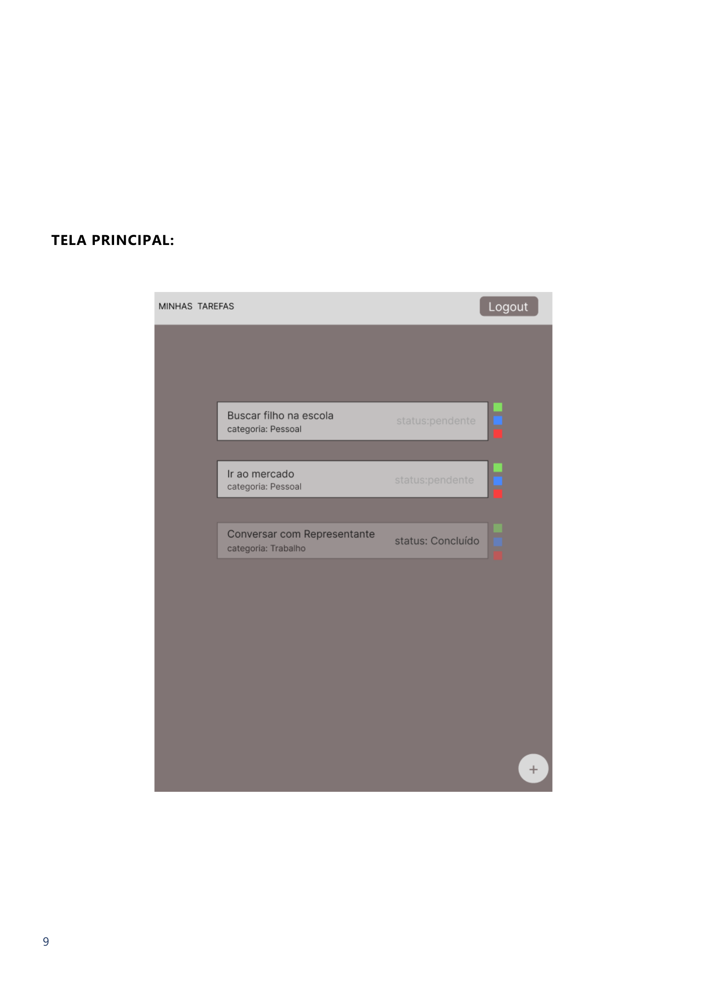 TELA PRINCIPAL:
MINHAS TAREFAS
Logout
Buscar filho na escola
categoria: Pessoal
status:pendente
Ir ao mercado
categoria: Pessoal
status:pendente
Conversar com Representante
categoria: Trabalho
status: Concluído
+
9